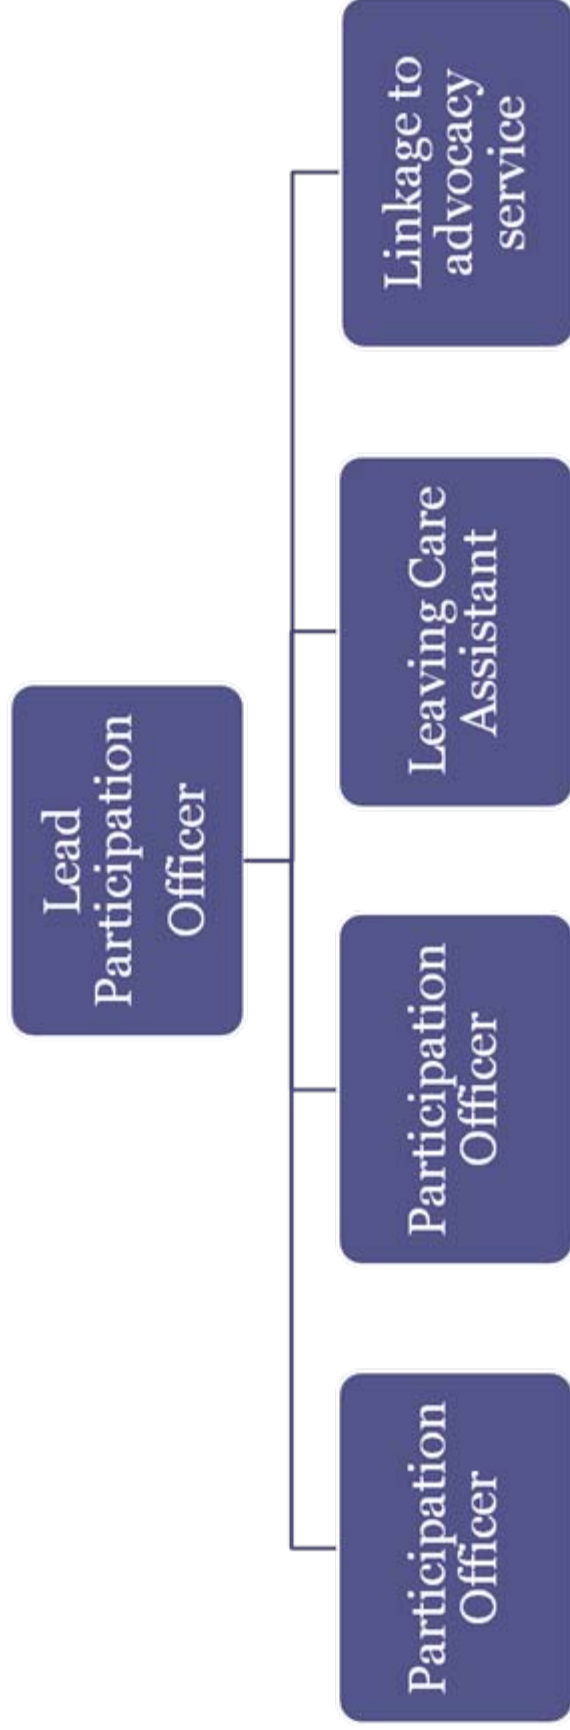 Lead
Participation
Officer
Participation
Officer
Participation
Officer
Leaving Care
Assistant
Linkage to
advocacy
service